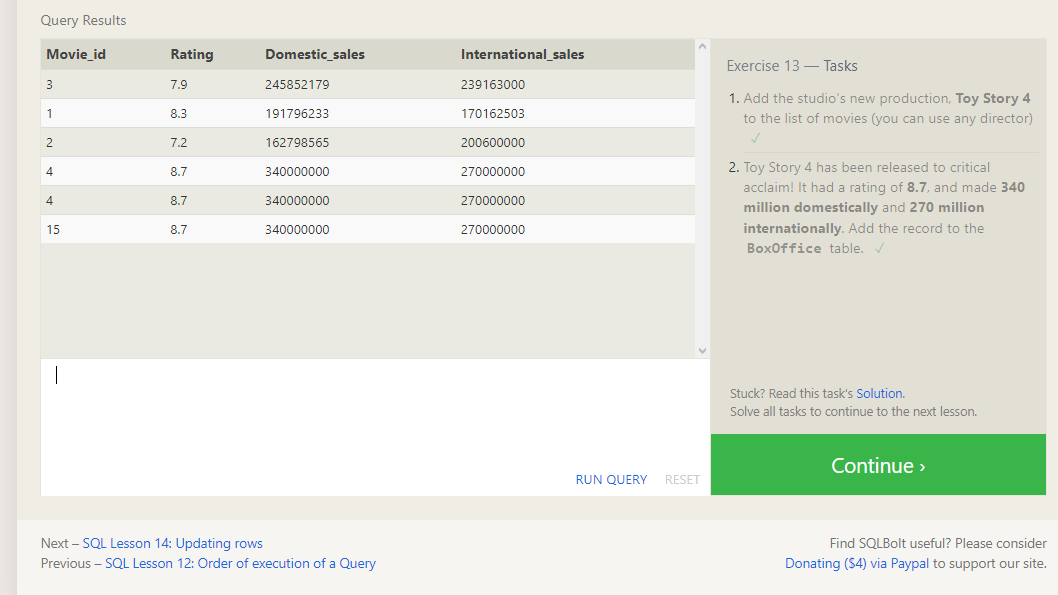 Query Results
Movie_id Rating Domestic_sales International_sales
3 7.9 245852179 239163000
1 8.3 191796233 170162503
2 7.2 162798565 200600000
4 8.7 340000000 270000000
4 8.7 340000000 270000000
15 8.7 340000000 270000000
RUN QUERY RESET
Exercise 13 — Tasks
1. Add the studio's new production, Toy Story 4
to the list of movies (you can use any director)
✓
2. Toy Story 4 has been released to critical
acclaim! It had a rating of 8.7, and made 340
million domestically and 270 million
internationally. Add the record to the
BoxOffice table. ✓
Stuck? Read this task's Solution.
Solve all tasks to continue to the next lesson.
Continue ›
Next – SQL Lesson 14: Updating rows
Previous – SQL Lesson 12: Order of execution of a Query
Find SQLBolt useful? Please consider
Donating ($4) via Paypal to support our site.